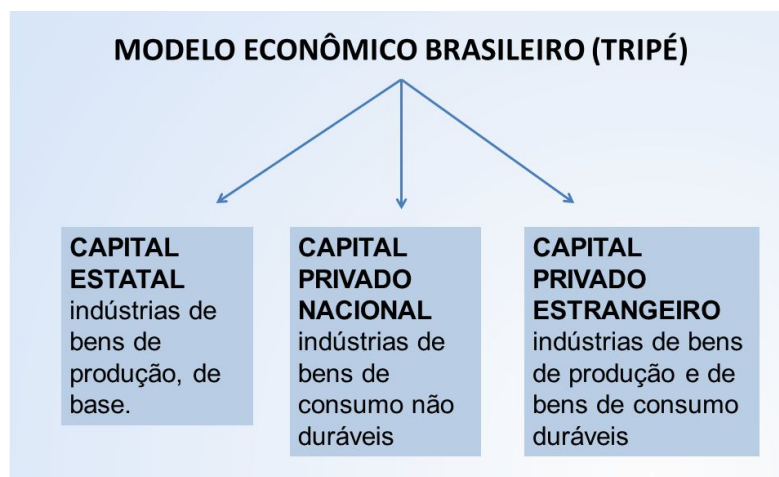 MODELO ECONÔMICO BRASILEIRO (TRIPÉ)
CAPITAL
ESTATAL
indústrias de
bens de
produção, de
base.
CAPITAL
PRIVADO
NACIONAL
indústrias de
bens de
consumo não
duráveis
CAPITAL
PRIVADO
ESTRANGEIRO
indústrias de bens
de produção e de
bens de consumo
duráveis